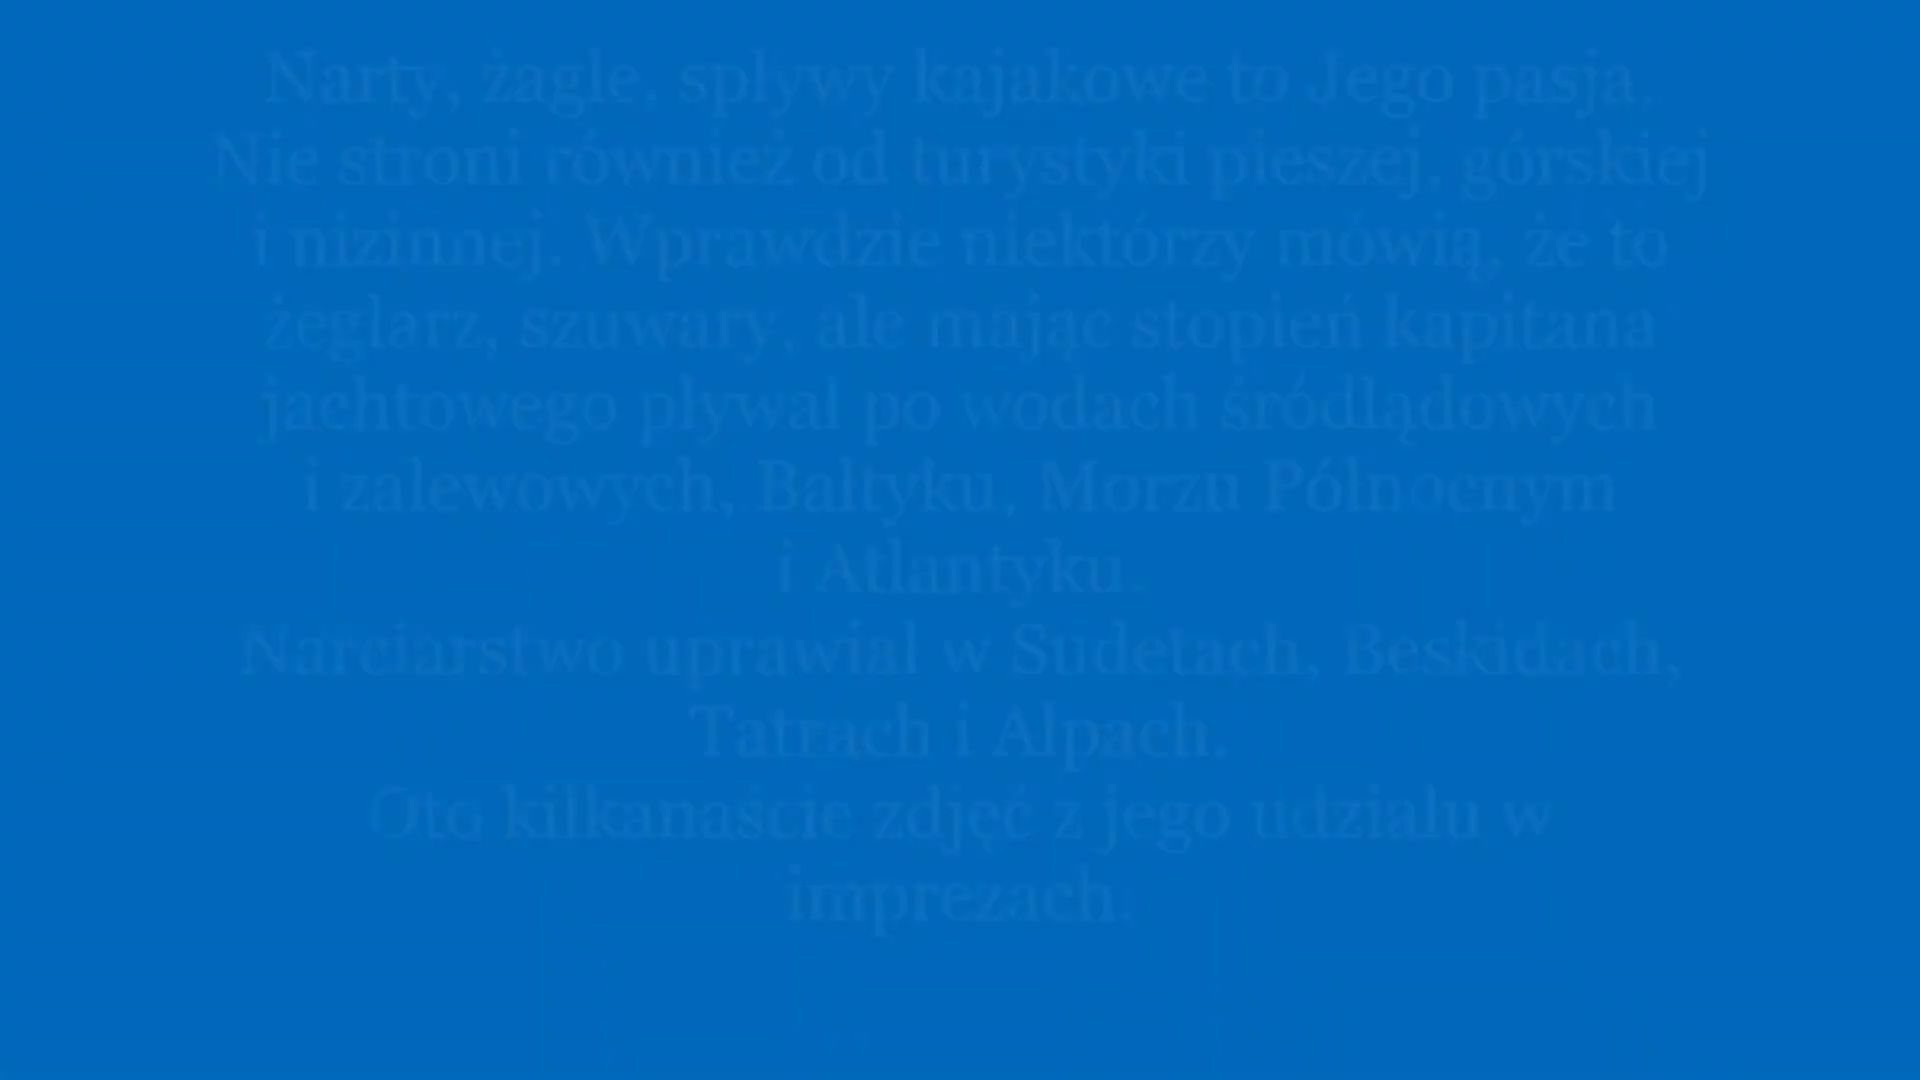 Narty, żagle, spływy kajakowe to Jego pasja.
Nie stroni również od turystyki pieszej, górskiej
i nizinnej. Wprawdzie niektórzy mówią, że to
żeglarz, szuwary, ale mając stopień kapitana
jachtowego pływał po wodach śródlądowych
i zalewowych, Bałtyku, Morzu Północnym
i Atlantyku.
Narciarstwo uprawiał w Sudetach, Beskidach,
Tatrach i Alpach.
Oto kilkanaście zdjęć z jego udziału w
imprezach.